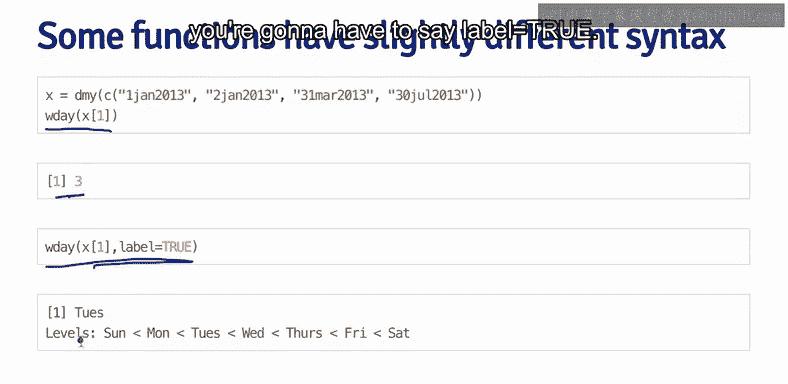 you're gonna have to say label=TRUE.
Some functions have slightly different syntax
x = dmy(c("1jan2013", "2jan2013", "31mar2013", "30jul2013"))
wday(x[1])
[1] 3
wday(x[1],label=TRUE)
[1] Tues
Levels: Sun < Mon < Tues < Wed < Thurs < Fri < Sat